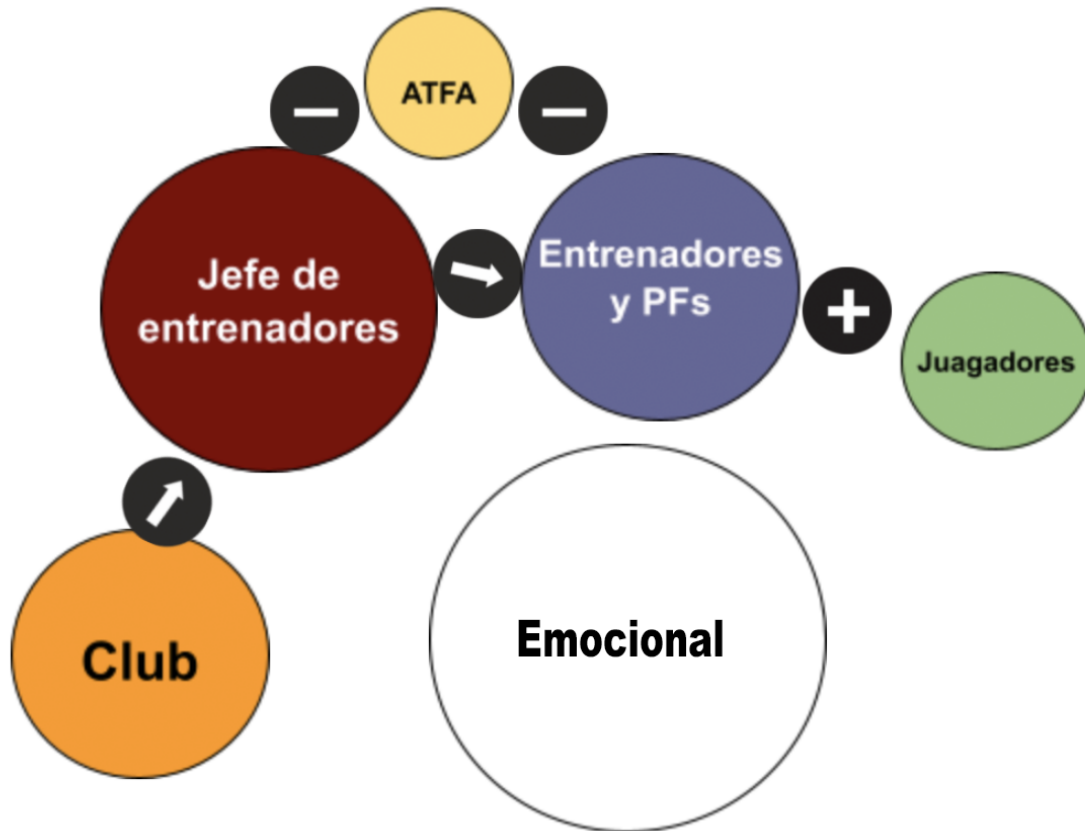 ATFA
Jefe de
entrenadores
Entrenadores
y PFs
Juagadores
Club
Emocional